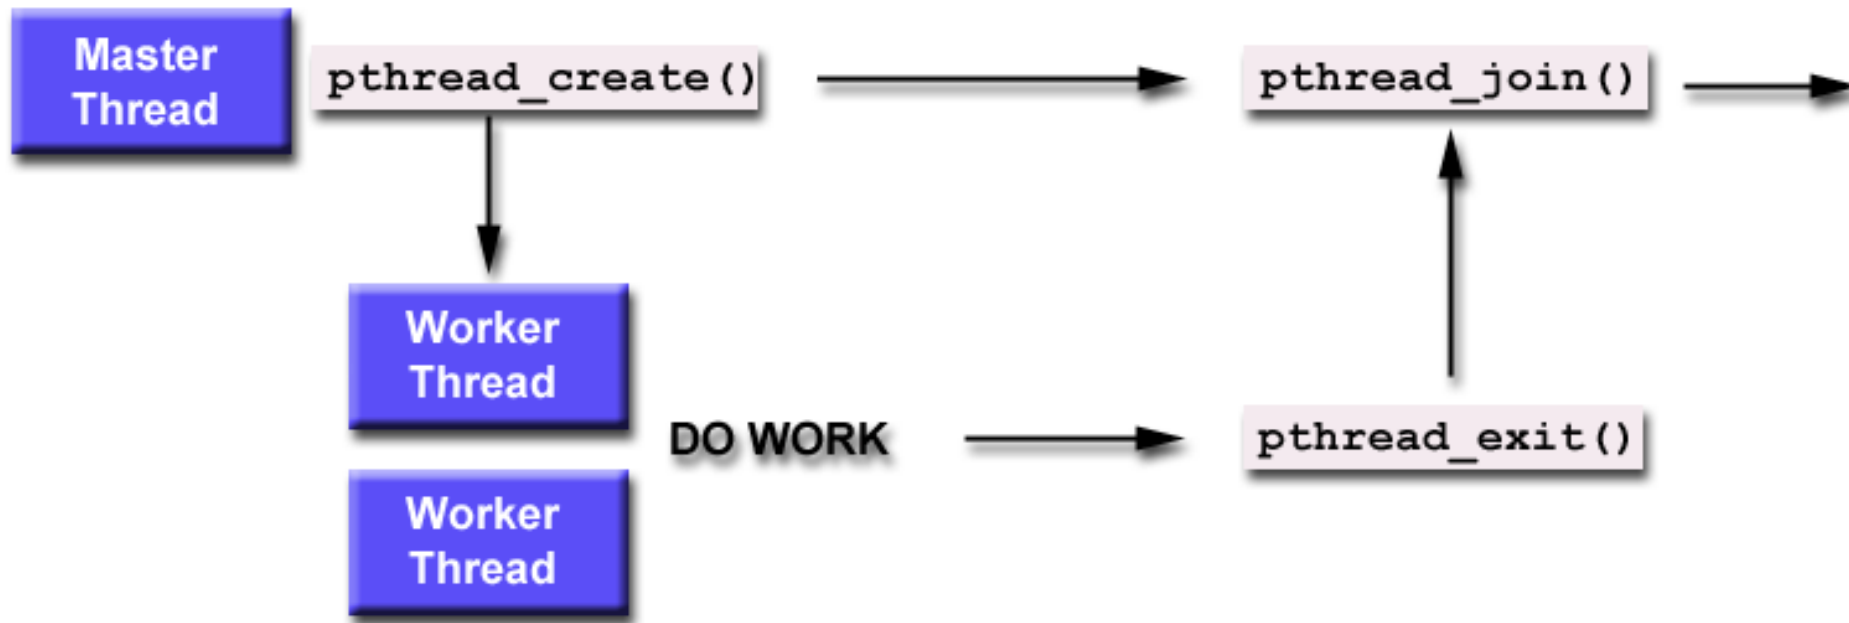 Master
Thread
pthread_create()
pthread_join()
Worker
Thread
DO WORK
pthread_exit()
Worker
Thread